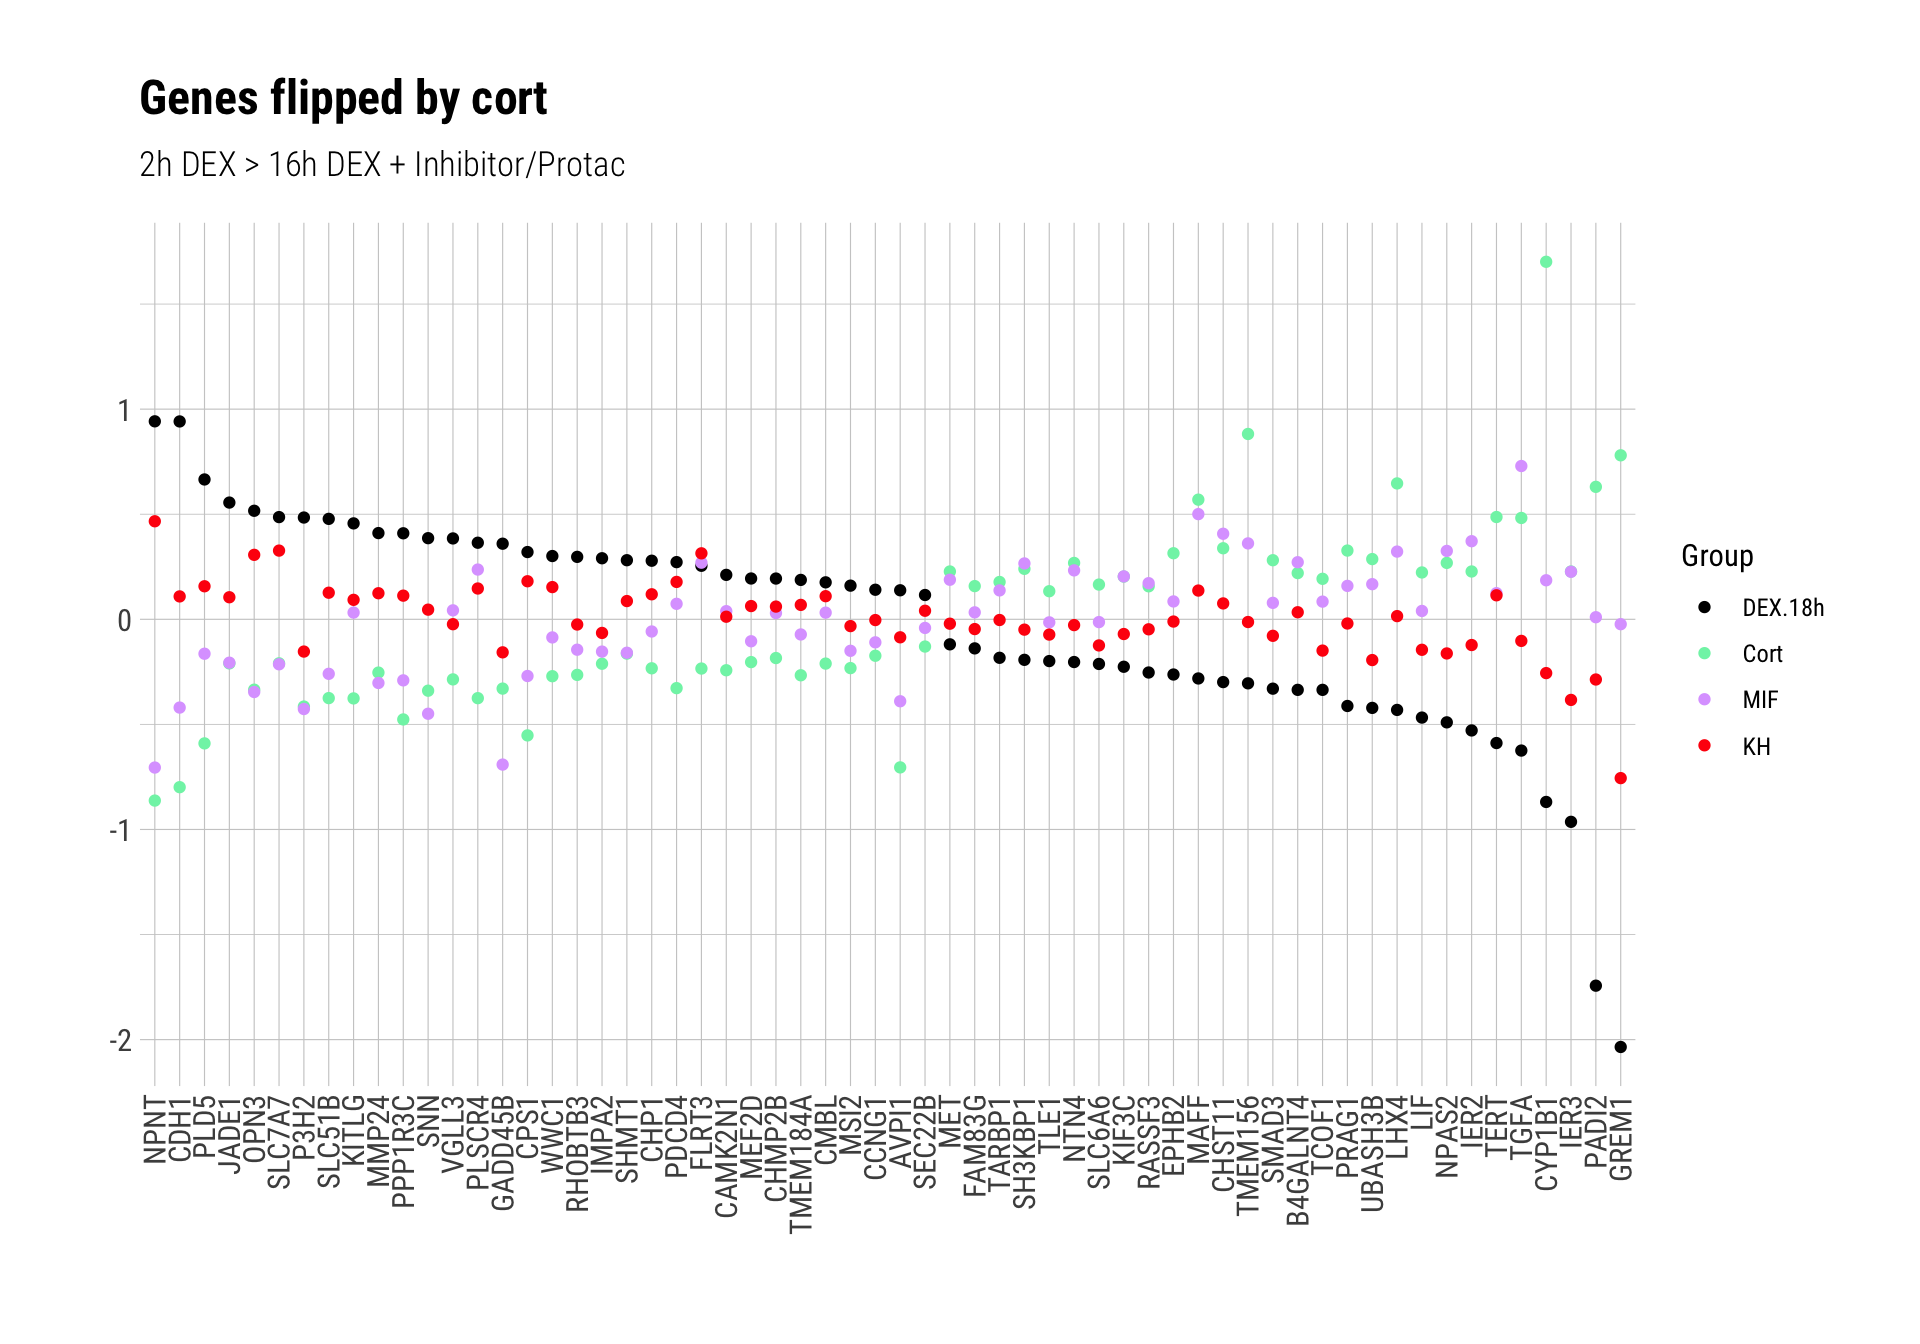 Genes flipped by cort
2h DEX > 16h DEX + Inhibitor/Protac
1
0
-1
-2
NPNT
CDH1
PLD5
JADE1
OPN3
SLC7A7
P3H2
SLC51B
KITLG
MMP24
PPP1R3C
SNN
VGLL3
PLSCR4
GADD45B
CPS1
WWC1
RHOBTB3
IMPA2
SHMT1
CHP1
PDCD4
FLRT3
CAMK2N1
MEF2D
CHMP2B
TMEM184A
CMBL
MSI2
CCNG1
AVPI1
SEC22B
MET
FAM83G
TARBP1
SH3KBP1
TLE1
NTN4
SLC6A6
KIF3C
RASSF3
EPHB2
MAFF
CHST11
TMEM156
SMAD3
B4GALNT4
TCOF1
PRAG1
UBASH3B
LHX4
LIF
NPAS2
IER2
TERT
TGFA
CYP1B1
IER3
PADI2
GREM1
Group
DEX.18h
Cort
MIF
KH